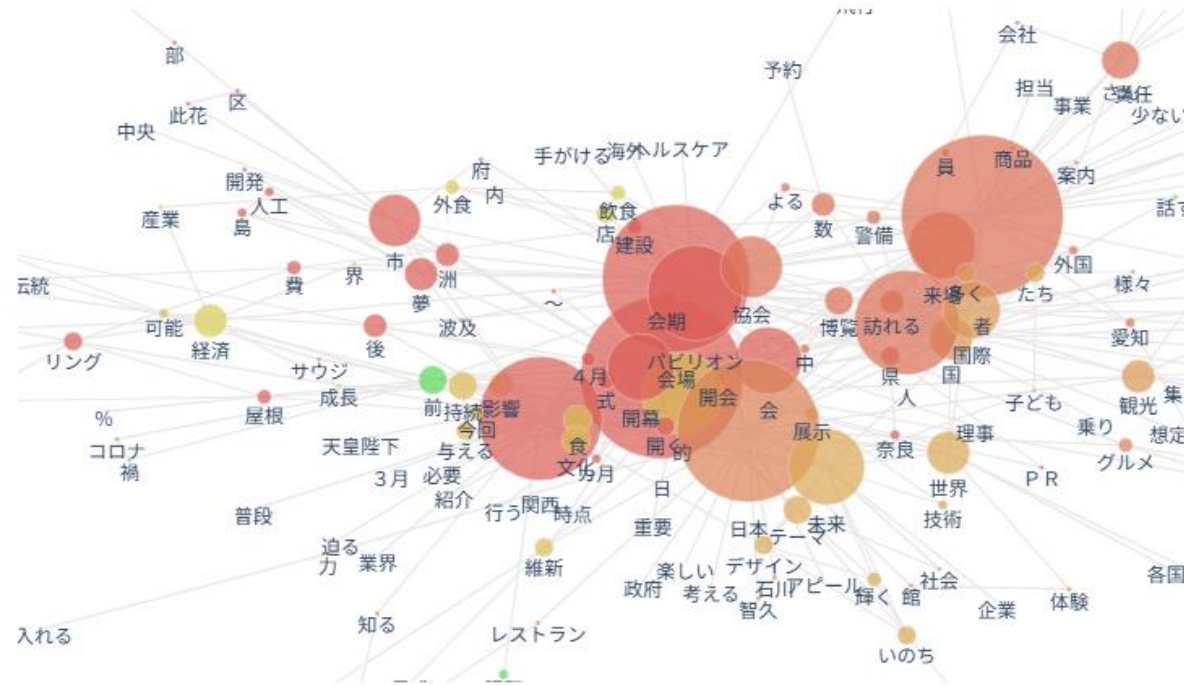 会社
部
予約
担当
事業
責任
区
此花
少ない
中央
手がける
海外
ヘルスケア
員
商品
府
案内
開発
内
人工
外食
飲食
よる
産業
島
店
数
警備
話す
建設
市
洲
外国
界
費
たち
様々
伝統
夢
～
来場
多く
協会
会期
可能
波及
博覧
訪れる
者
経済
後
愛知
リング
パビリオン
中
国際
サウジ
4月
会場
県
国
成長
前
開会
人
持続
影響
式
会
子ども
観光
集
屋根
開幕
％
今回
展示
乗り
天皇陛下
与える
開く
的
奈良
理事
想定
コロナ
禍
食
文化
カ月
グルメ
3月
必要
日
世界
ＰＲ
紹介
行う
関西
時点
重要
日本
テーマ
未来
技術
普段
迫る
力
業界
維新
楽しい
デザイン
各国
政府
考える
石川
アピール
輝く
社会
館
智久
企業
体験
知る
入れる
レストラン
いのち